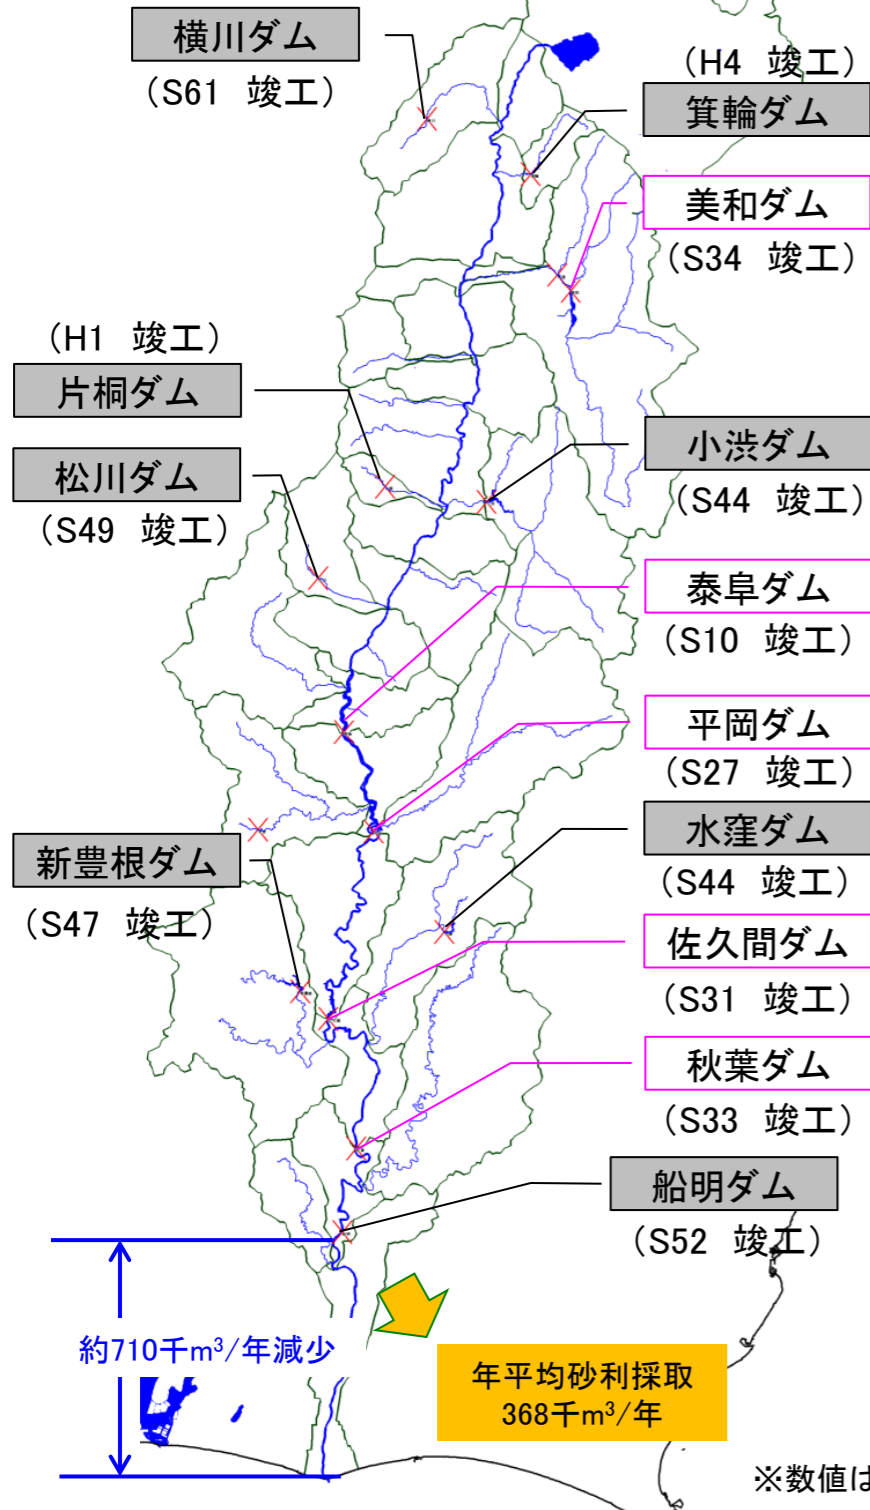 横川ダム
（S61 竣工）
（H4 竣工）
箕輪ダム
美和ダム
（S34 竣工）
（H1 竣工）
片桐ダム
松川ダム
（S49 竣工）
小渋ダム
（S44 竣工）
泰阜ダム
（S10 竣工）
平岡ダム
（S27 竣工）
水窪ダム
（S44 竣工）
新豊根ダム
（S47 竣工）
佐久間ダム
（S31 竣工）
秋葉ダム
（S33 竣工）
船明ダム
（S52 竣工）
約710千m³/年減少
年平均砂利採取
368千m³/年
※数値は